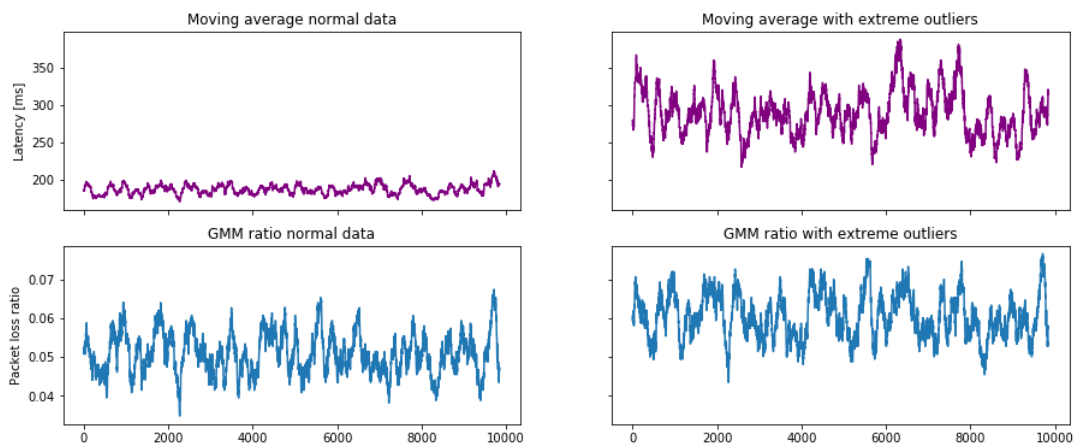 Moving average normal data
Moving average with extreme outliers
Latency [ms]
350
300
250
200
GMM ratio normal data
GMM ratio with extreme outliers
Packet loss ratio
0.07
0.06
0.05
0.04
0 2000 4000 6000 8000 10000
0 2000 4000 6000 8000 10000